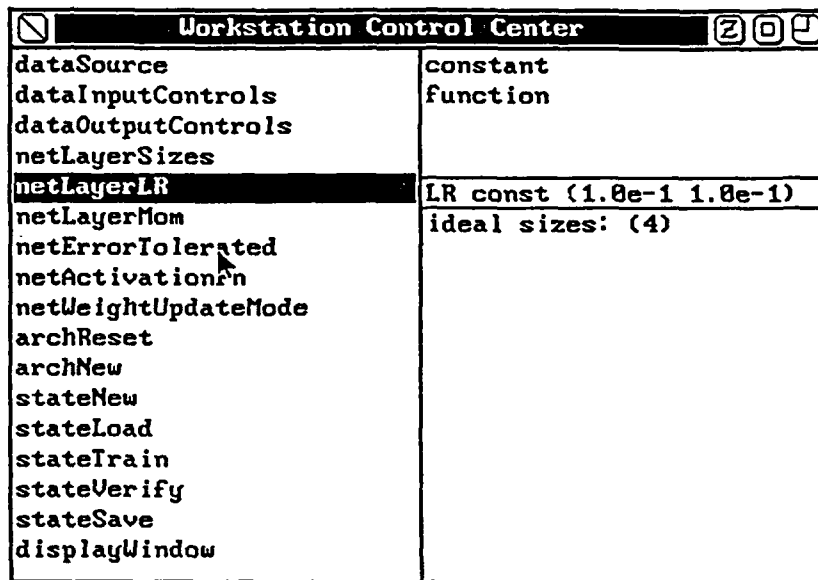 Workstation Control Center
dataSource
dataInputControls
dataOutputControls
netLayerSizes
netLayerLR
netLayerMom
netErrorTolerated
netActivationFn
netWeightUpdateMode
archReset
archNew
stateNew
stateLoad
stateTrain
stateVerify
stateSave
displayWindow
constant
function
LR const (1.0e-1 1.0e-1)
ideal sizes: (4)